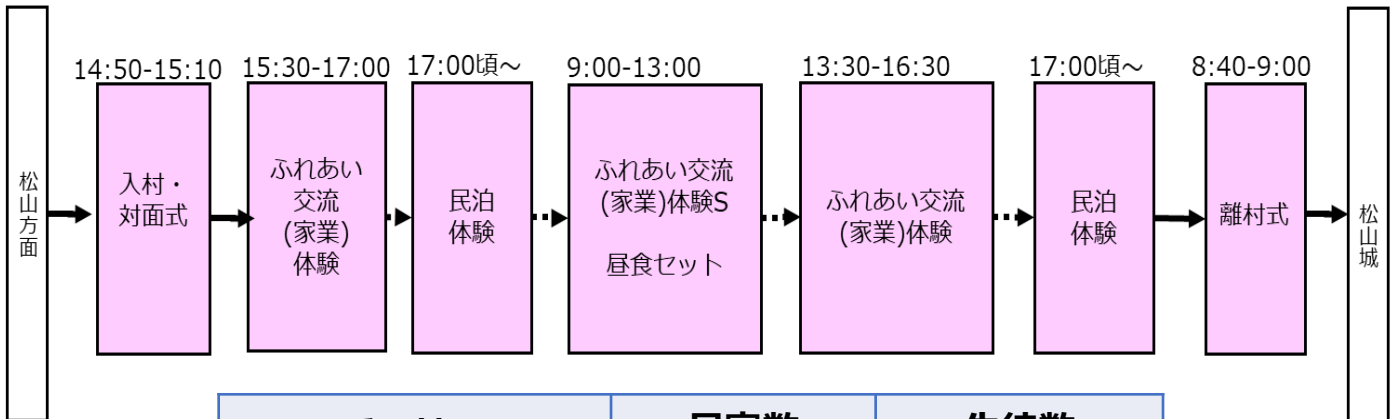 松山方面
14:50-15:10
入村・
対面式
15:30-17:00
ふれあい
交流
(家業)
体験
17:00頃～
民泊
体験
9:00-13:00
ふれあい交流
(家業)体験S
昼食セット
13:30-16:30
ふれあい交流
(家業)体験
17:00頃～
民泊
体験
8:40-9:00
離村式
松山城